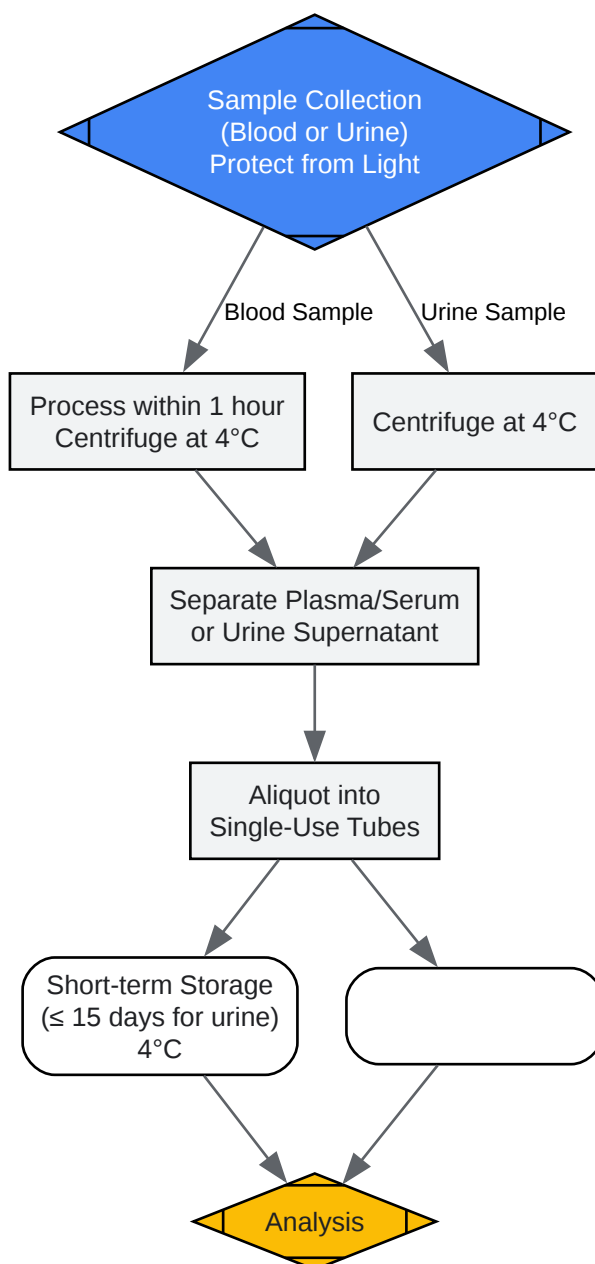 Sample Collection
(Blood or Urine)
Protect from Light
Blood Sample
Urine Sample
Process within 1 hour
Centrifuge at 4°C
Centrifuge at 4°C
Separate Plasma/Serum
or Urine Supernatant
Aliquot into
Single-Use Tubes
Short-term Storage
(≤ 15 days for urine)
4°C
Analysis